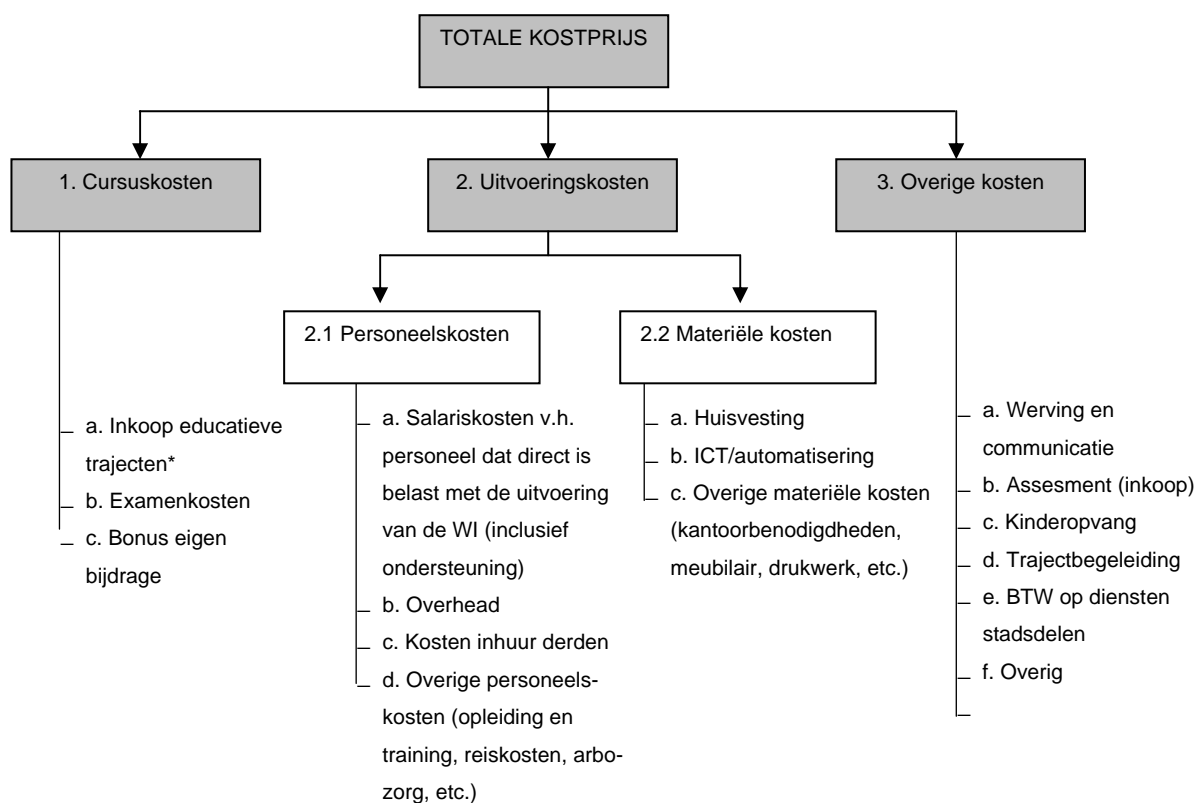 TOTALE KOSTPRIJS
1. Cursuskosten
2. Uitvoeringskosten
3. Overige kosten
2.1 Personeelskosten
2.2 Materiële kosten
a. Inkoop educatieve
trajecten*
b. Examenkosten
c. Bonus eigen
bijdrage
a. Salariskosten v.h.
personeel dat direct is
belast met de uitvoering
van de WI (inclusief
ondersteuning)
b. Overhead
c. Kosten inhuur derden
d. Overige personeels-
kosten (opleiding en
training, reiskosten, arbo-
zorg, etc.)
a. Huisvesting
b. ICT/automatisering
c. Overige materiële kosten
(kantoorbenodigdheden,
meubilair, drukwerk, etc.)
a. Werving en
communicatie
b. Assesment (inkoop)
c. Kinderopvang
d. Trajectbegeleiding
e. BTW op diensten
stadsdelen
f. Overig